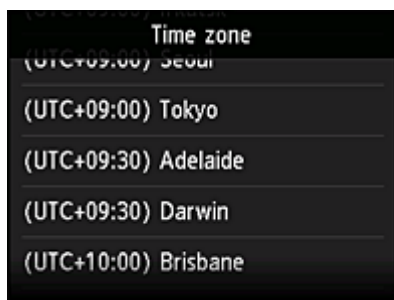 Time zone
(UTC+09:00) Seoul
(UTC+09:00) Tokyo
(UTC+09:30) Adelaide
(UTC+09:30) Darwin
(UTC+10:00) Brisbane